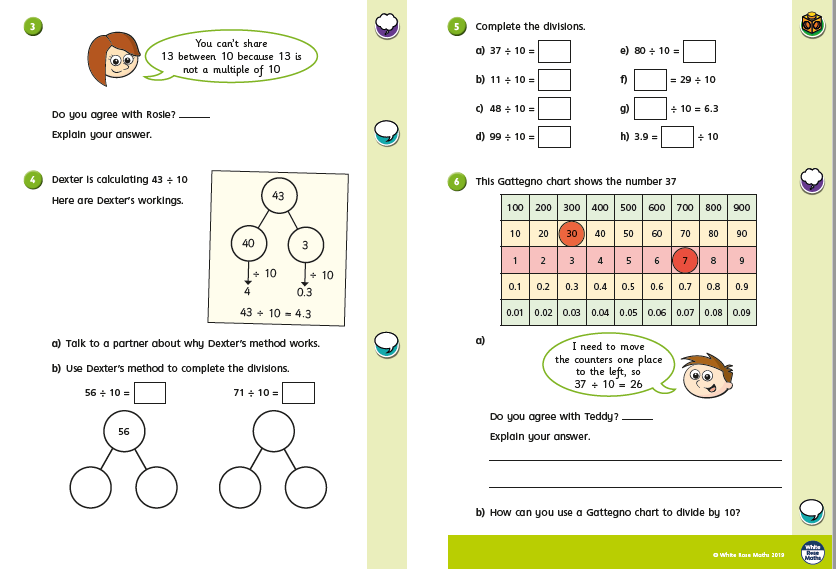 3
You can't share
13 between 10 because 13 is
not a multiple of 10
Do you agree with Rosie?
Explain your answer.
4
Dexter is calculating 43 ÷ 10
Here are Dexter's workings.
43
40 3
÷ 10 ÷ 10
4 0.3
43 ÷ 10 = 4.3
a) Talk to a partner about why Dexter's method works.
b) Use Dexter's method to complete the divisions.
56 ÷ 10 = 71 ÷ 10 =
56
5
Complete the divisions.
a) 37 ÷ 10 = e) 80 ÷ 10 =
b) 11 ÷ 10 = f) = 29 ÷ 10
c) 48 ÷ 10 = g) ÷ 10 = 6.3
d) 99 ÷ 10 = h) 3.9 = ÷ 10
6
This Gattegno chart shows the number 37
100 200 300 400 500 600 700 800 900
10 20 30 40 50 60 70 80 90
1 2 3 4 5 6 7 8 9
0.1 0.2 0.3 0.4 0.5 0.6 0.7 0.8 0.9
0.01 0.02 0.03 0.04 0.05 0.06 0.07 0.08 0.09
a)
I need to move
the counters one place
to the left, so
37 ÷ 10 = 26
Do you agree with Teddy?
Explain your answer.
b) How can you use a Gattegno chart to divide by 10?
© White Rose Maths 2019
White
Rose
Maths